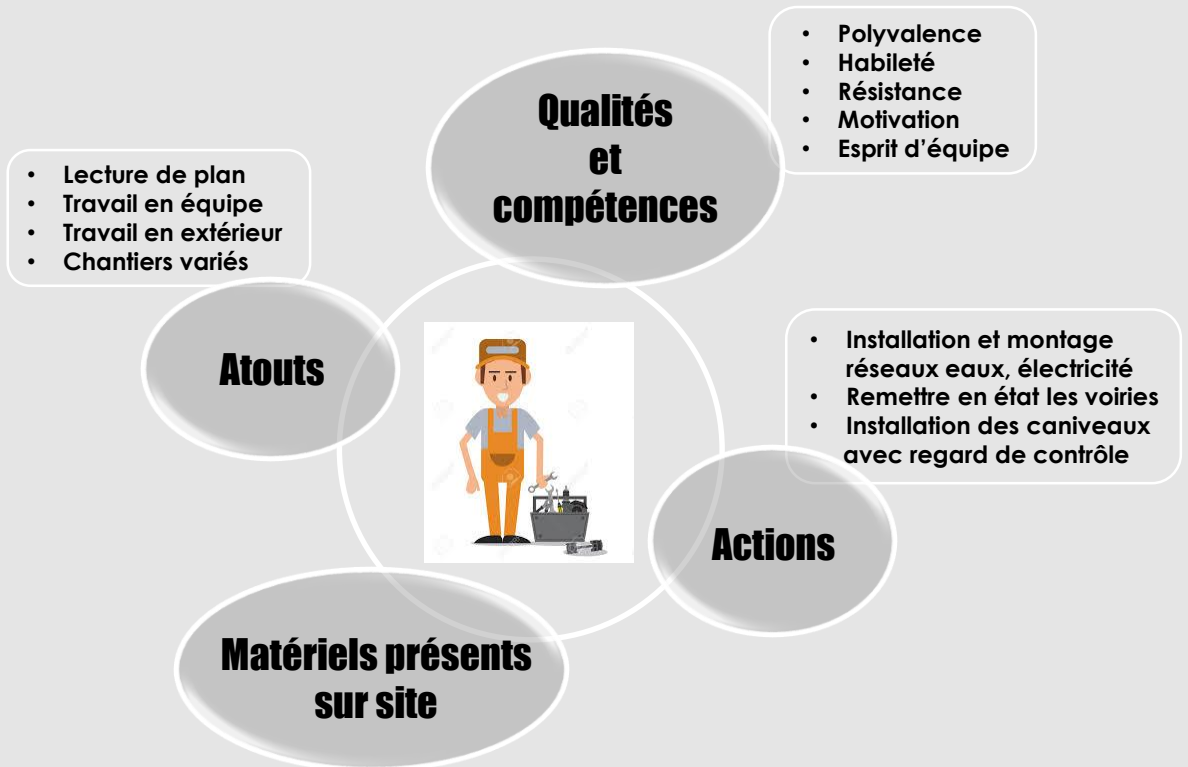 Qualités
et
compétences
• Polyvalence
• Habileté
• Résistance
• Motivation
• Esprit d’équipe
Atouts
• Lecture de plan
• Travail en équipe
• Travail en extérieur
• Chantiers variés
Actions
• Installation et montage
réseaux eaux, électricité
• Remettre en état les voiries
• Installation des caniveaux
avec regard de contrôle
Matériels présents
sur site